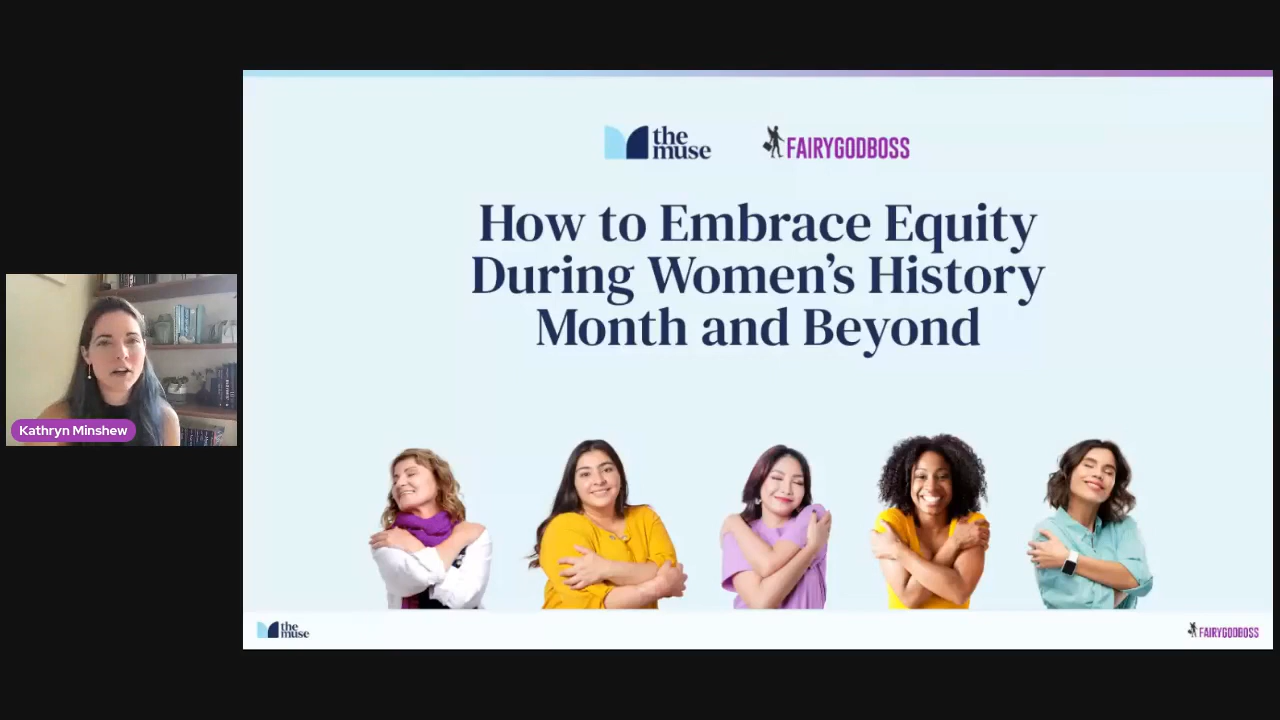 the
muse
FAIRYGODBOSS
How to Embrace Equity
During Women's History
Month and Beyond
Kathryn Minshew
the
muse
FAIRYGODBOSS